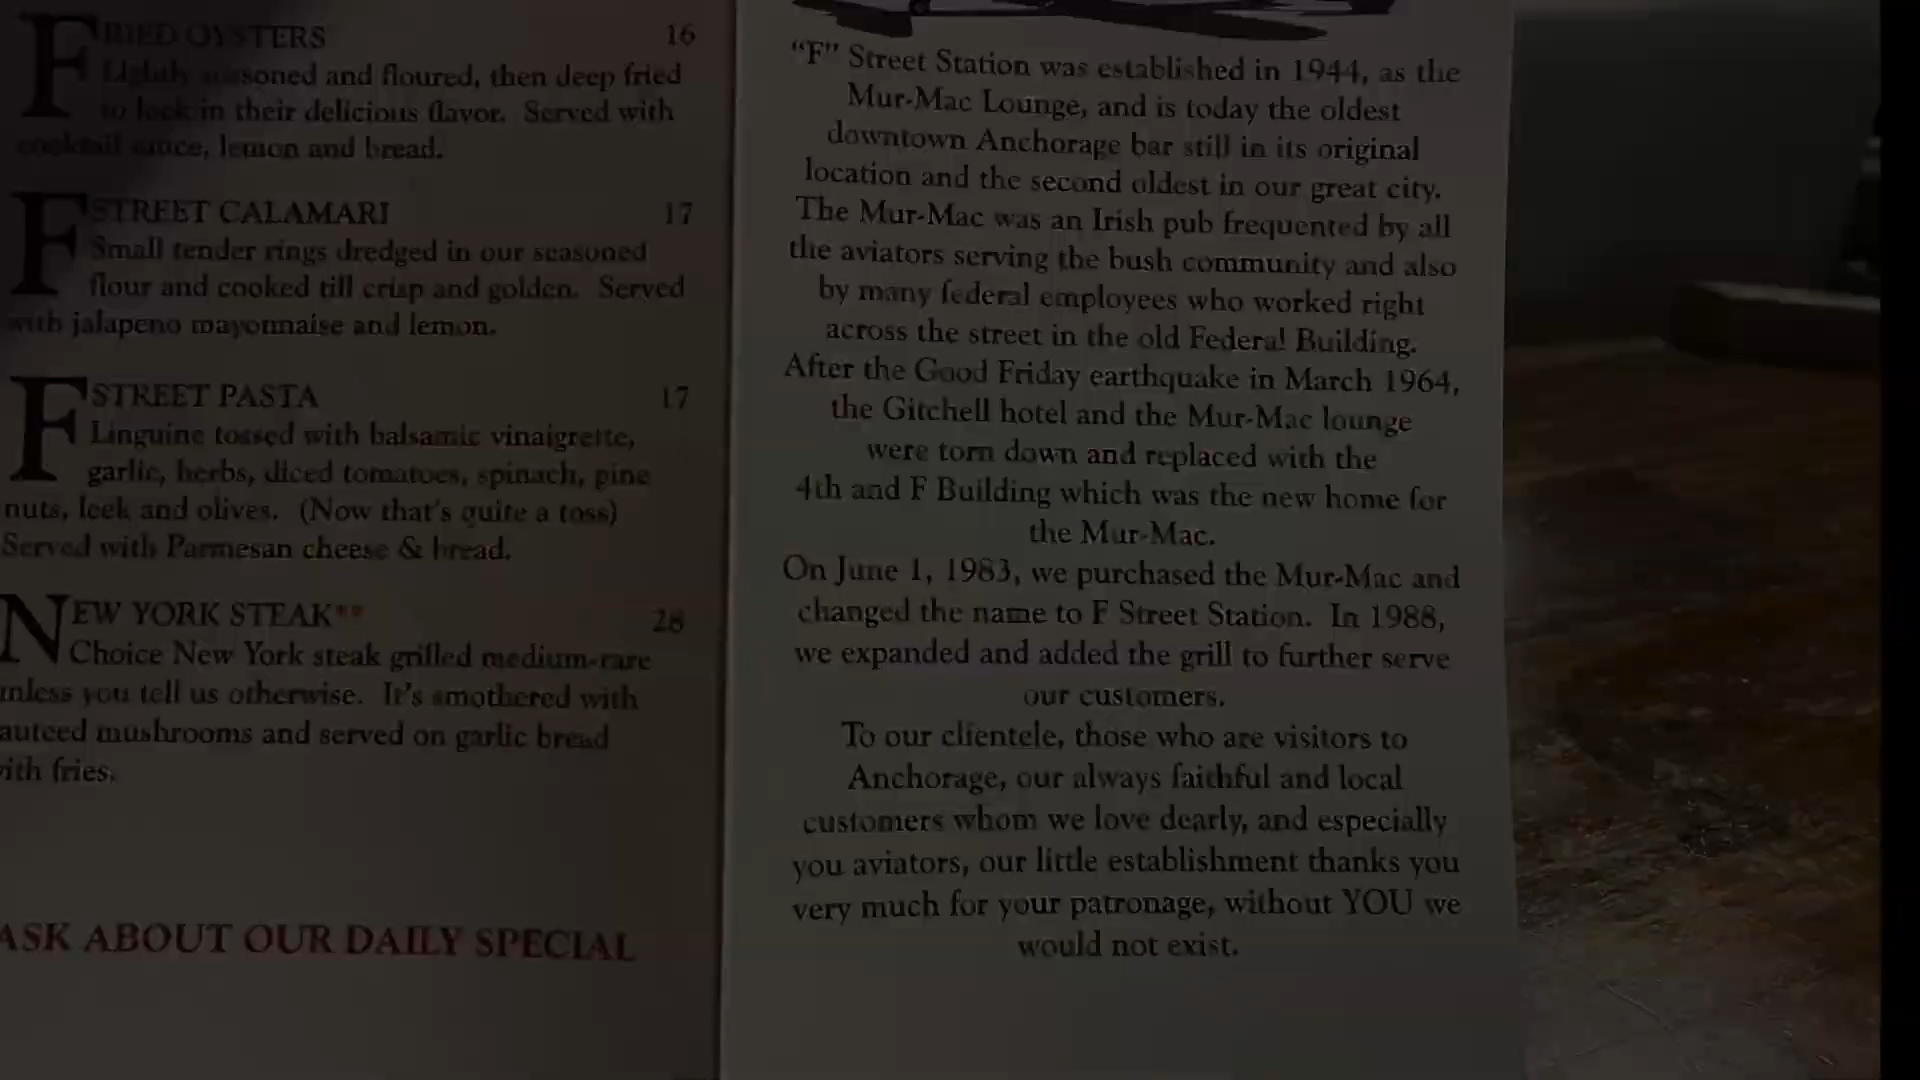 FRIED OYSTERS 16
Lightly seasoned and floured, then deep fried
to lock in their delicious flavor. Served with
cocktail sauce, lemon and bread.
F STREET CALAMARI 17
Small tender rings dredged in our seasoned
flour and cooked till crisp and golden. Served
with jalapeno mayonnaise and lemon.
F STREET PASTA 17
Linguine tossed with balsamic vinaigrette,
garlic, herbs, diced tomatoes, spinach, pine
nuts, leek and olives. (Now that's quite a toss)
Served with Parmesan cheese & bread.
NEW YORK STEAK** 28
Choice New York steak grilled medium-rare
unless you tell us otherwise. It's smothered with
sauteed mushrooms and served on garlic bread
with fries.
ASK ABOUT OUR DAILY SPECIAL
"F" Street Station was established in 1944, as the
Mur-Mac Lounge, and is today the oldest
downtown Anchorage bar still in its original
location and the second oldest in our great city.
The Mur-Mac was an Irish pub frequented by all
the aviators serving the bush community and also
by many federal employees who worked right
across the street in the old Federal Building.
After the Good Friday earthquake in March 1964,
the Gitchell hotel and the Mur-Mac lounge
were torn down and replaced with the
4th and F Building which was the new home for
the Mur-Mac.
On June 1, 1983, we purchased the Mur-Mac and
changed the name to F Street Station. In 1988,
we expanded and added the grill to further serve
our customers.
To our clientele, those who are visitors to
Anchorage, our always faithful and local
customers whom we love dearly, and especially
you aviators, our little establishment thanks you
very much for your patronage, without YOU we
would not exist.